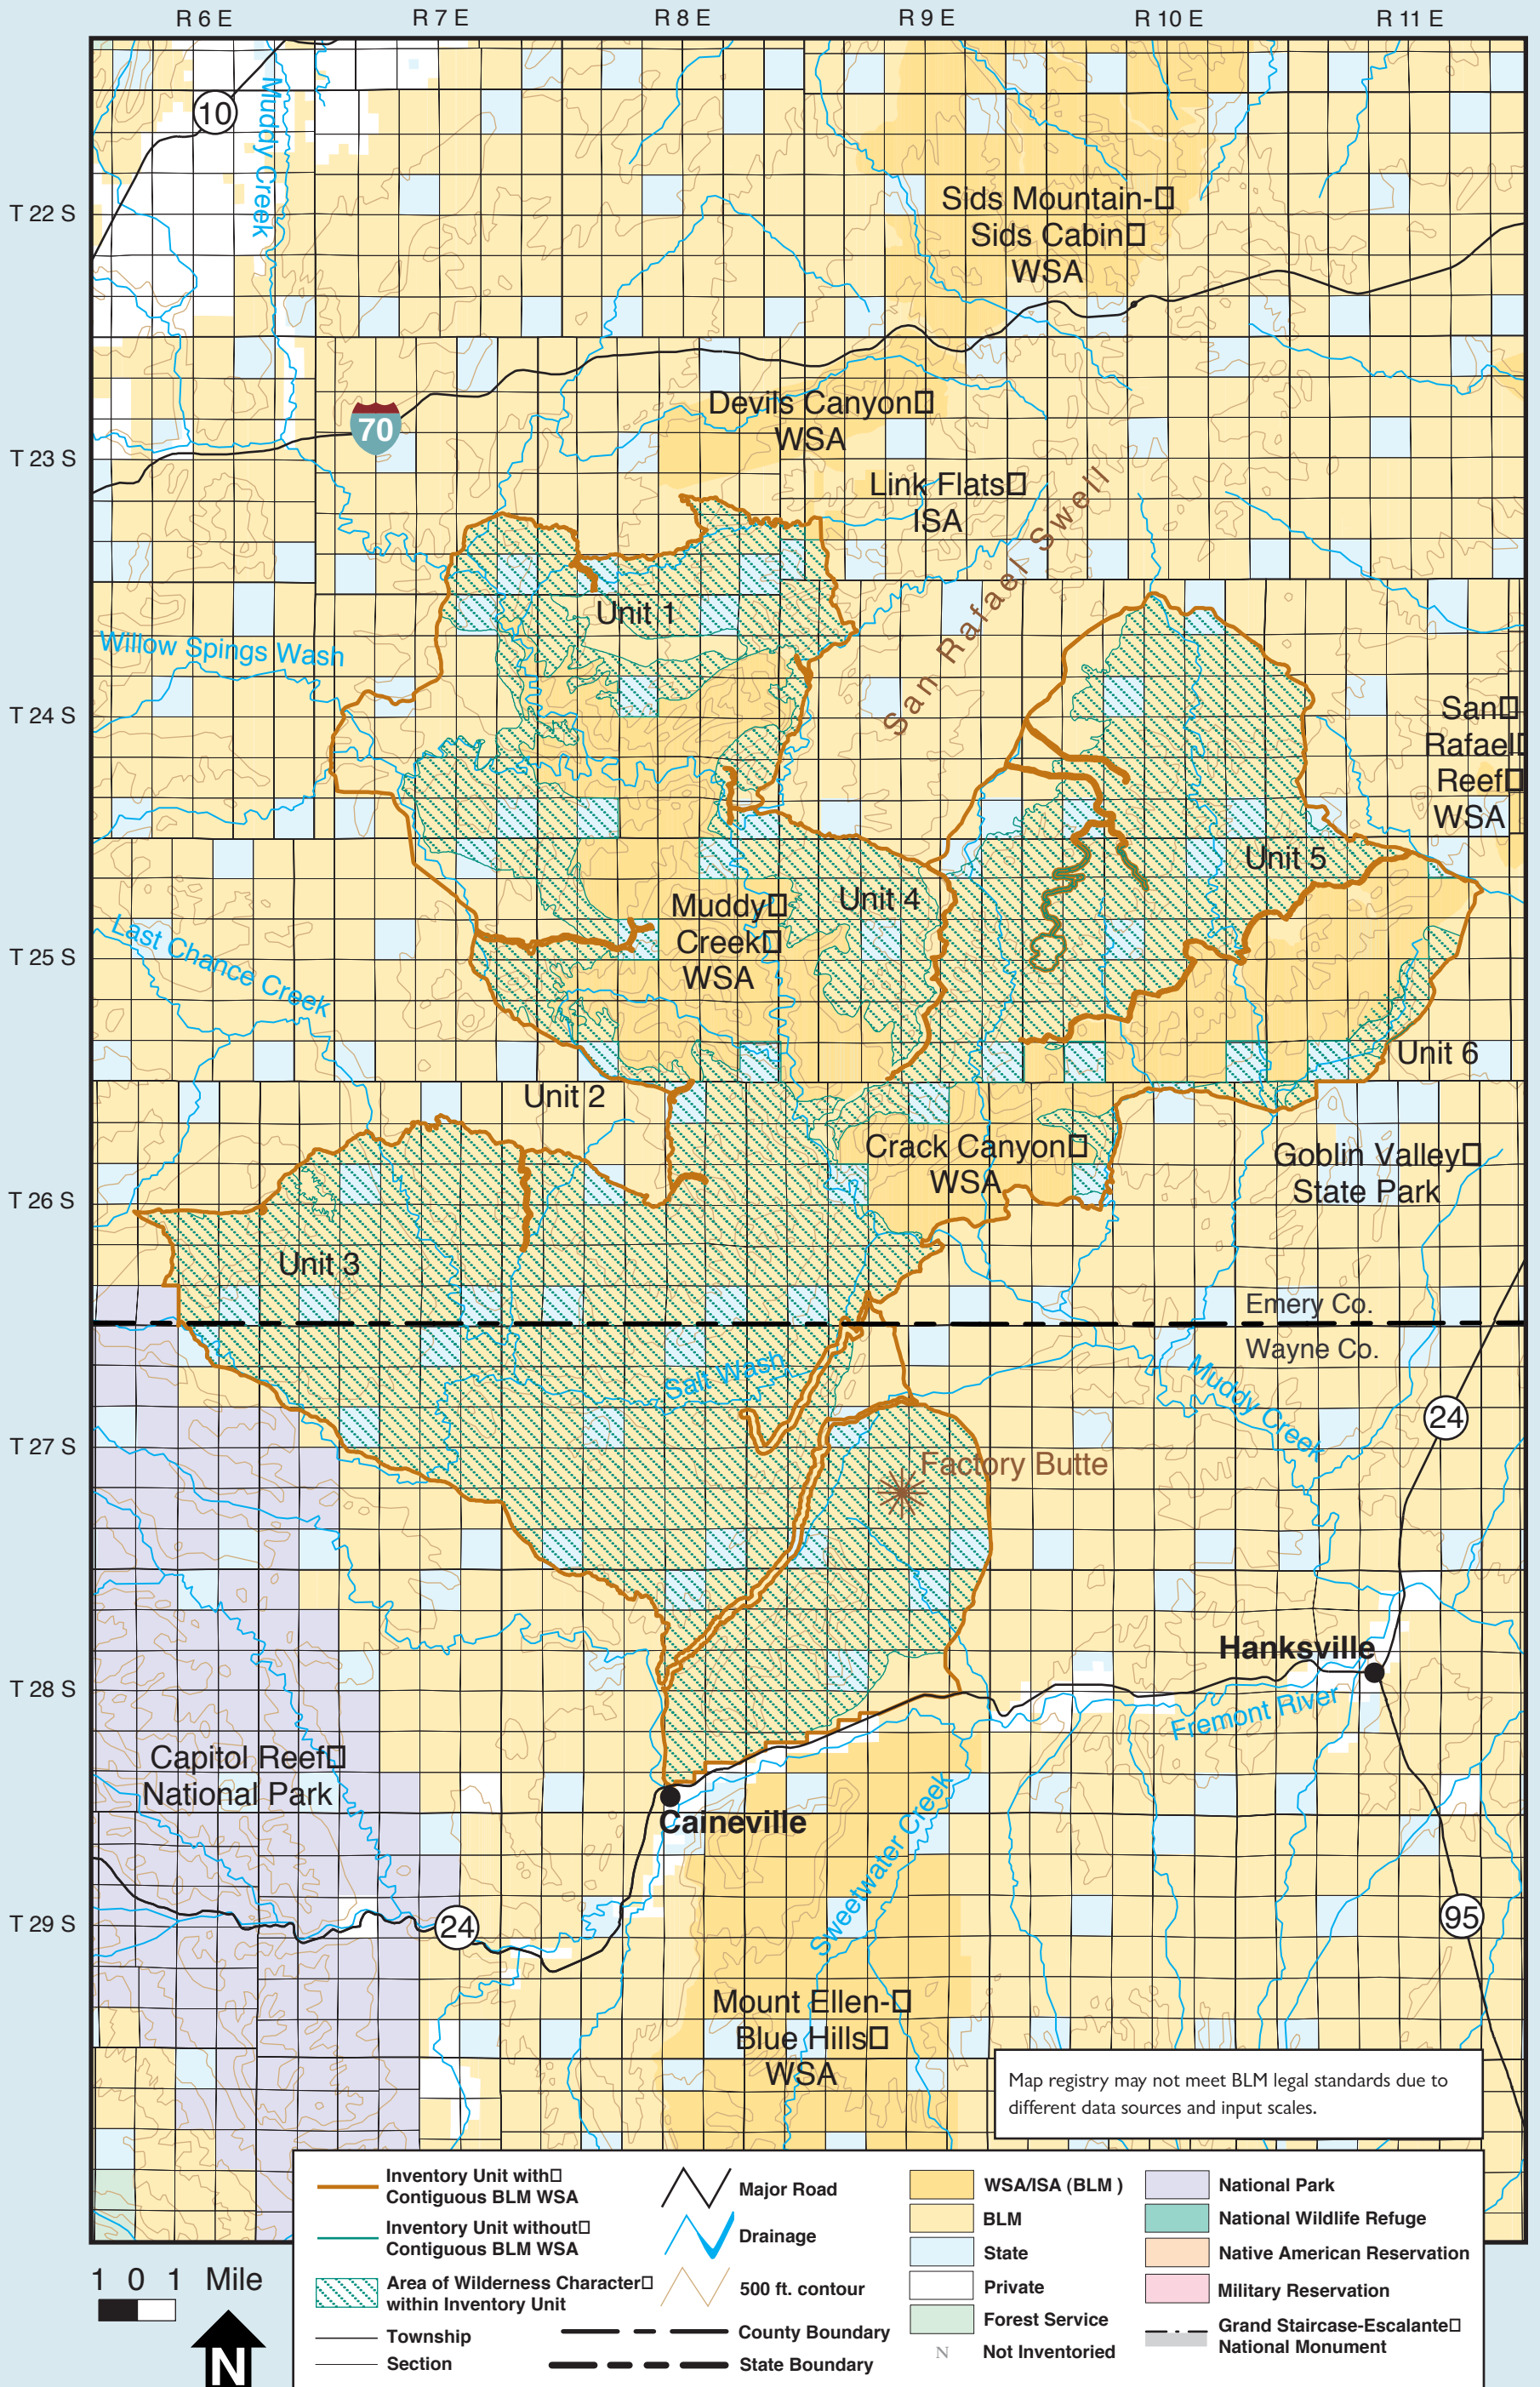 R 6 E R 7 E R 8 E R 9 E R 10 E R 11 E
10
Muddy Creek
T 22 S
Sids Mountain-
Sids Cabin
WSA
Devils Canyon
WSA
70
T 23 S
Link Flats
ISA
San Rafael Swell
Unit 1
Willow Spings Wash
T 24 S
San
Rafael
Reef
WSA
Unit 5
Unit 4
Muddy
Creek
WSA
Last Chance Creek
T 25 S
Unit 6
Unit 2
Crack Canyon
WSA
Goblin Valley
State Park
T 26 S
Unit 3
Emery Co.
Wayne Co.
Salt Wash
Muddy Creek
24
T 27 S
Factory Butte
Hanksville
T 28 S
Fremont River
Capitol Reef
National Park
Caineville
Sweetwater Creek
T 29 S
24
95
Mount Ellen-
Blue Hills
WSA
Map registry may not meet BLM legal standards due to
different data sources and input scales.
1 0 1 Mile
N
Inventory Unit with
Contiguous BLM WSA
Inventory Unit without
Contiguous BLM WSA
Area of Wilderness Character
within Inventory Unit
Township
Section
Major Road
Drainage
500 ft. contour
County Boundary
State Boundary
WSA/ISA (BLM )
BLM
State
Private
Forest Service
N Not Inventoried
National Park
National Wildlife Refuge
Native American Reservation
Military Reservation
Grand Staircase-Escalante
National Monument